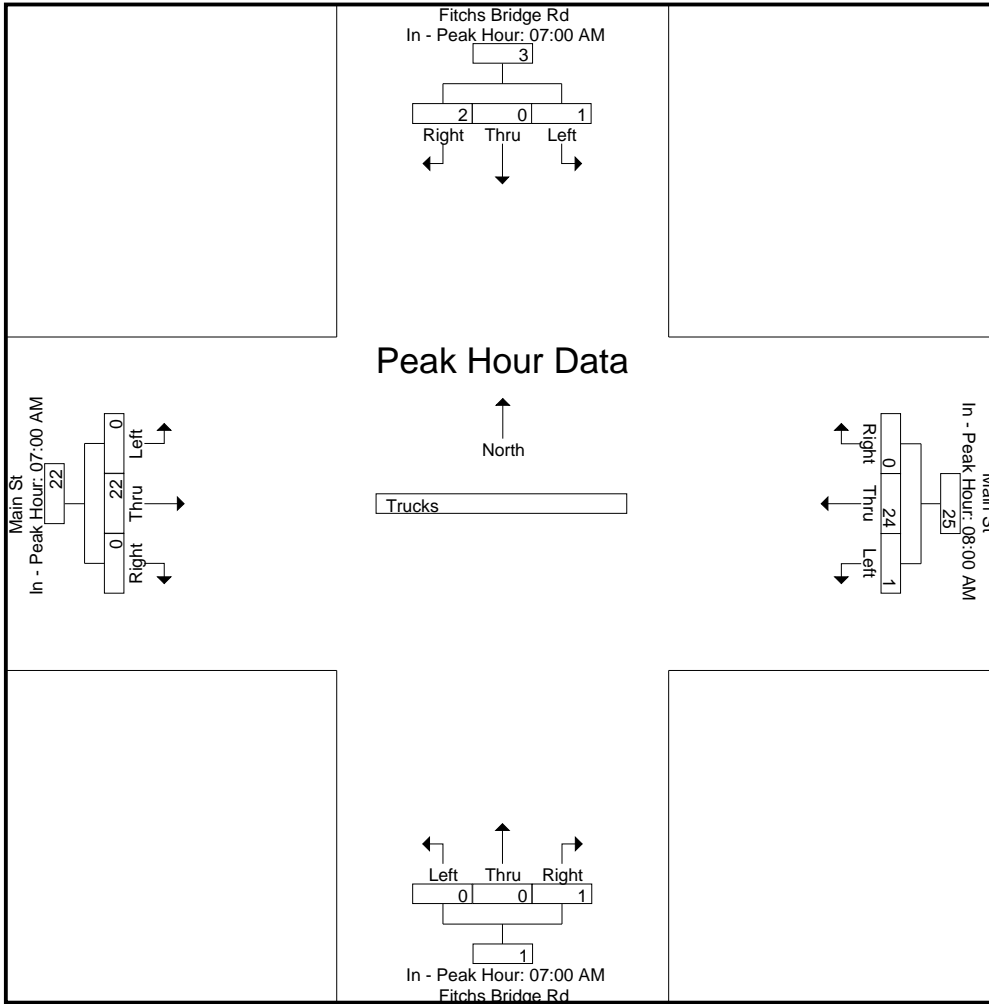 Fitchs Bridge Rd
In - Peak Hour: 07:00 AM
3
2 0 1
Right Thru Left
Peak Hour Data
North
Trucks
Main St
In - Peak Hour: 07:00 AM
22
0 22 0
Left Thru Right
Main St
In - Peak Hour: 08:00 AM
25
0 24 1
Right Thru Left
Left Thru Right
0 0 1
1
In - Peak Hour: 07:00 AM
Fitchs Bridge Rd